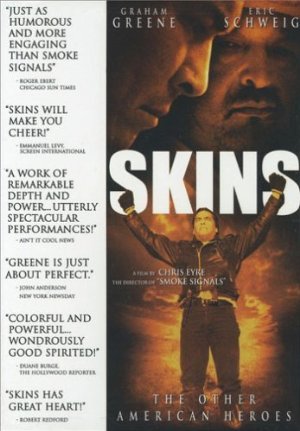 "JUST AS
HUMOROUS
AND MORE
ENGAGING
THAN SMOKE
SIGNALS"
- ROGER EBERT
CHICAGO SUN TIMES
"SKINS WILL
MAKE YOU
CHEER!"
- EMMANUEL LEVY,
SCREEN INTERNATIONAL
"A WORK OF
REMARKABLE
DEPTH AND
POWER... UTTERLY
SPECTACULAR
PERFORMANCES!"
- AIN'T IT COOL NEWS
"GREENE IS JUST
ABOUT PERFECT."
- JOHN ANDERSON
NEW YORK NEWSDAY
"COLORFUL AND
POWERFUL...
WONDROUSLY
GOOD SPIRITED!"
- DUANE BURGE,
THE HOLLYWOOD REPORTER
"SKINS HAS
GREAT HEART!"
- ROBERT REDFORD
GRAHAM
GREENE
ERIC
SCHWEIG
SKINS
A FILM BY CHRIS EYRE
THE DIRECTOR OF "SMOKE SIGNALS"
THE OTHER
AMERICAN HEROES